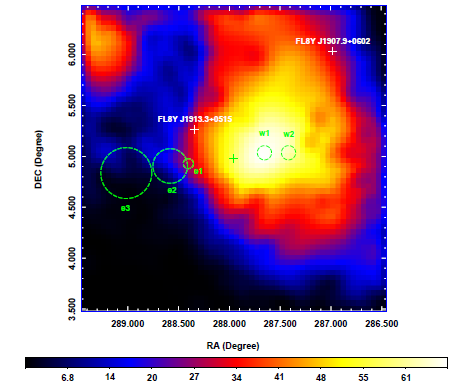 6.000
5.500
5.000
4.500
4.000
3.500
DEC (Degree)
FL8Y J1907.9+0602
FL8Y J1913.3+0515
w1 w2
e1
e2
e3
289.000 288.500 288.000 287.500 287.000 286.500
RA (Degree)
6.8 14 20 27 34 41 48 55 61